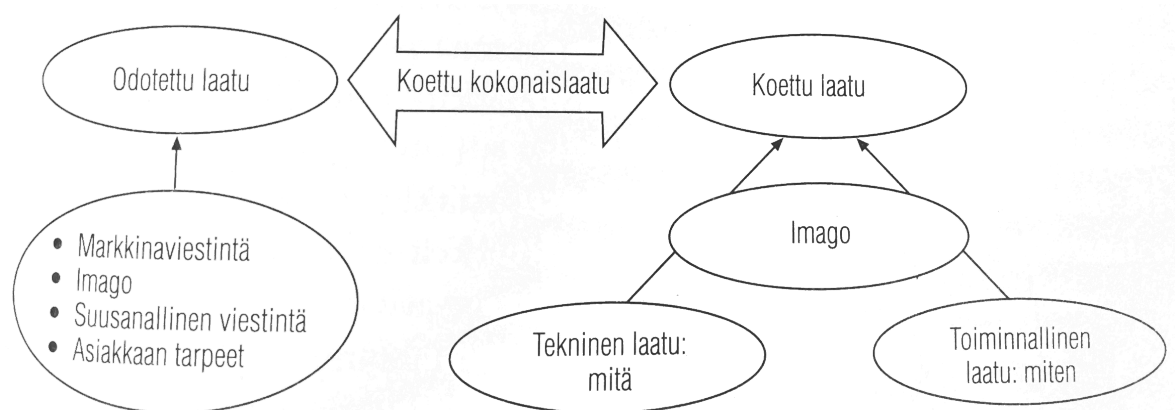 Odotettu laatu
Koettu kokonaislaatu
Koettu laatu
• Markkinaviestintä
• Imago
• Suusanallinen viestintä
• Asiakkaan tarpeet
Imago
Tekninen laatu:
mitä
Toiminnallinen
laatu: miten